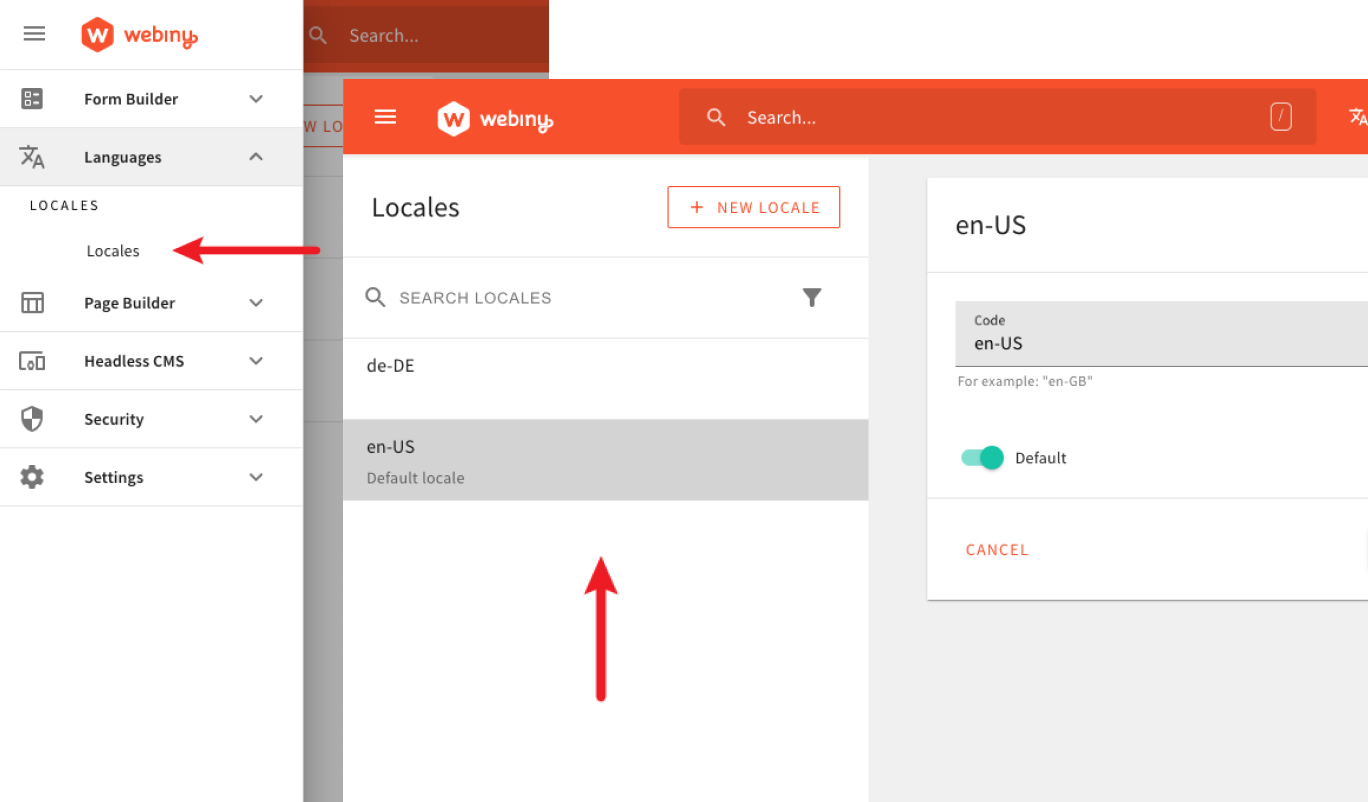 webiny
Search...
Form Builder
Languages
LOCALES
Locales
Page Builder
Headless CMS
Security
Settings
W LO
webiny
Search...
/
Locales
+ NEW LOCALE
SEARCH LOCALES
de-DE
en-US
Default locale
en-US
Code
en-US
For example: "en-GB"
Default
CANCEL